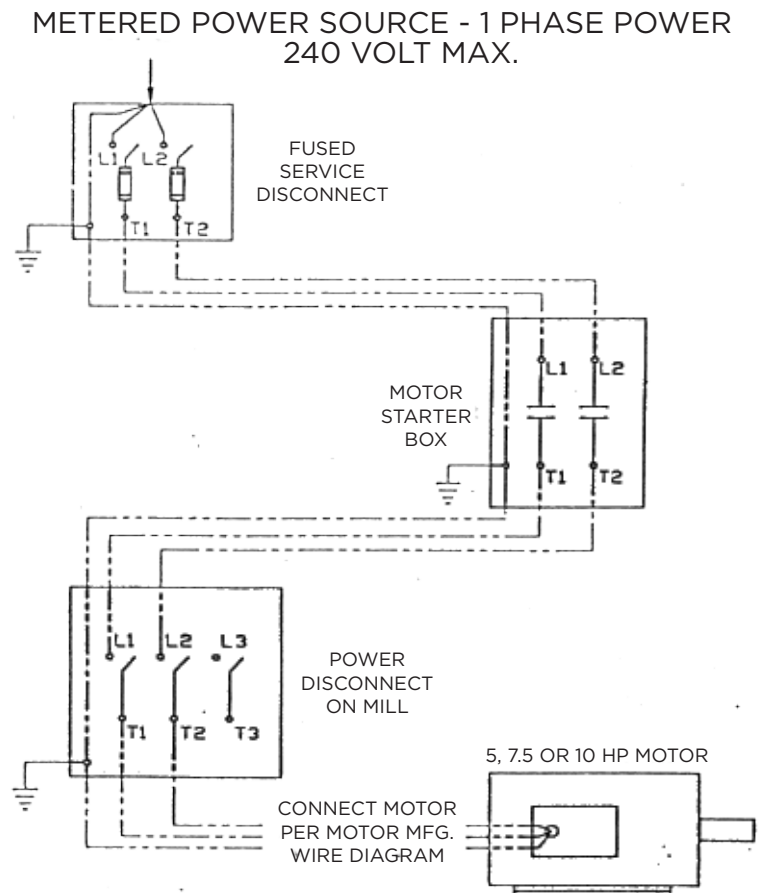 METERED POWER SOURCE - 1 PHASE POWER
240 VOLT MAX.
FUSED
SERVICE
DISCONNECT
L1 L2
T1 T2
L1 L2
MOTOR
STARTER
BOX
T1 T2
L1 L2 L3
POWER
DISCONNECT
ON MILL
T1 T2 T3
5, 7.5 OR 10 HP MOTOR
CONNECT MOTOR
PER MOTOR MFG.
WIRE DIAGRAM